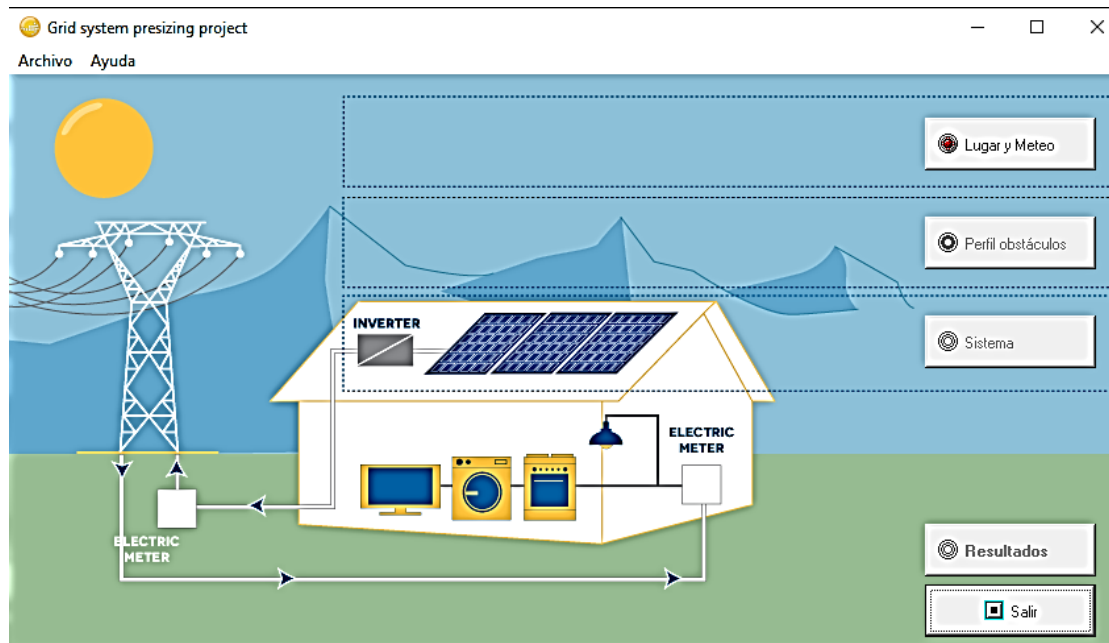 Grid system presizing project
Archivo Ayuda
Lugar y Meteo
Perfil obstáculos
INVERTER
Sistema
ELECTRIC
METER
ELECTRIC
METER
Resultados
Salir